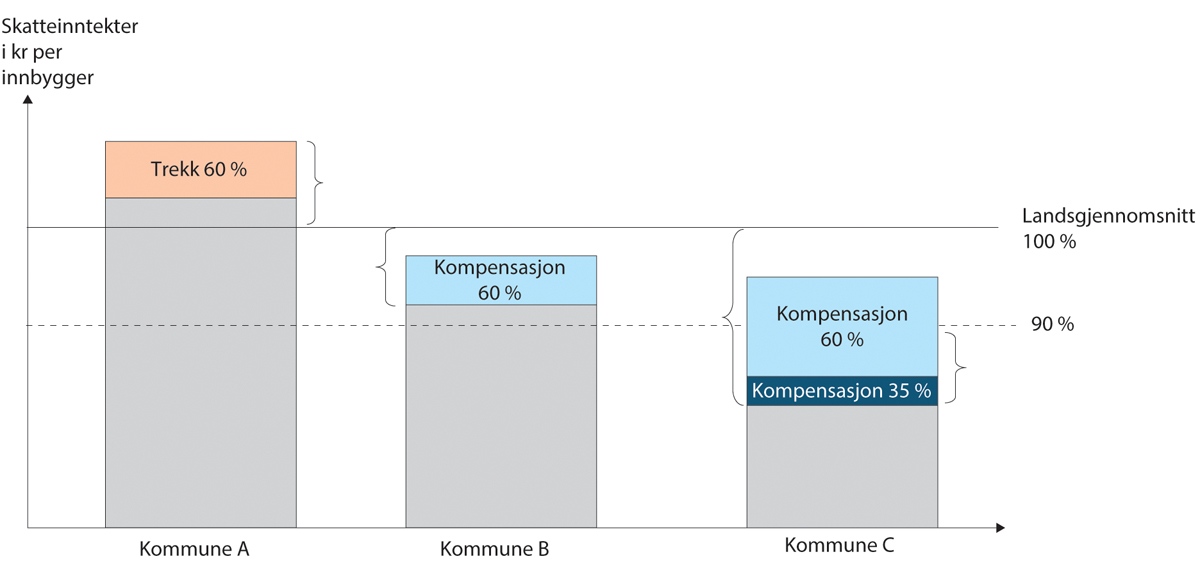 Skatteinntekter
i kr per
innbygger
Trekk 60 %
Landsgjennomsnitt
100 %
Kompensasjon
60 %
90 %
Kompensasjon
60 %
Kompensasjon 35 %
Kommune A
Kommune B
Kommune C